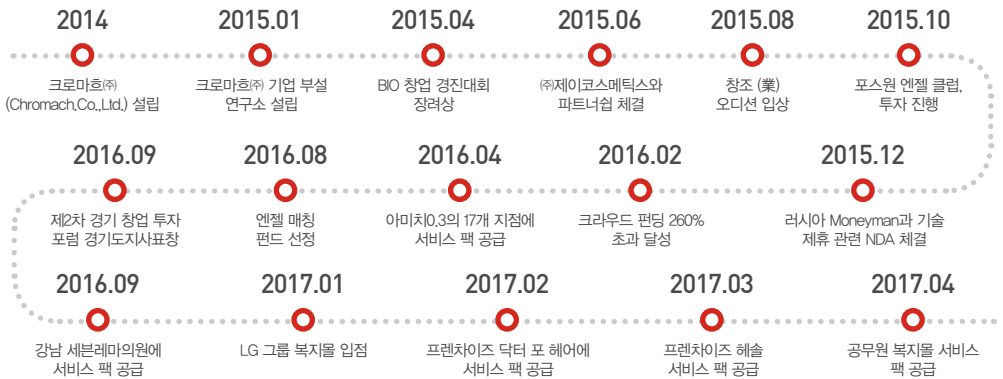 2014
크로마흐㈜
(Chromach.Co.,Ltd.) 설립
2015.01
크로마흐㈜ 기업 부설
연구소 설립
2015.04
BIO 창업 경진대회
장려상
2015.06
㈜제이코스메틱스와
파트너쉽 체결
2015.08
창조 (業)
오디션 입상
2015.10
포스원 엔젤 클럽,
투자 진행
2015.12
러시아 Moneyman과 기술
제휴 관련 NDA 체결
2016.02
크라우드 펀딩 260%
초과 달성
2016.04
아미치0.3의 17개 지점에
서비스 팩 공급
2016.08
엔젤 매칭
펀드 선정
2016.09
제2차 경기 창업 투자
포럼 경기도지사표창
2016.09
강남 세븐레마의원에
서비스 팩 공급
2017.01
LG 그룹 복지몰 입점
2017.02
프렌차이즈 닥터 포 헤어에
서비스 팩 공급
2017.03
프렌차이즈 헤솔
서비스 팩 공급
2017.04
공무원 복지몰 서비스
팩 공급